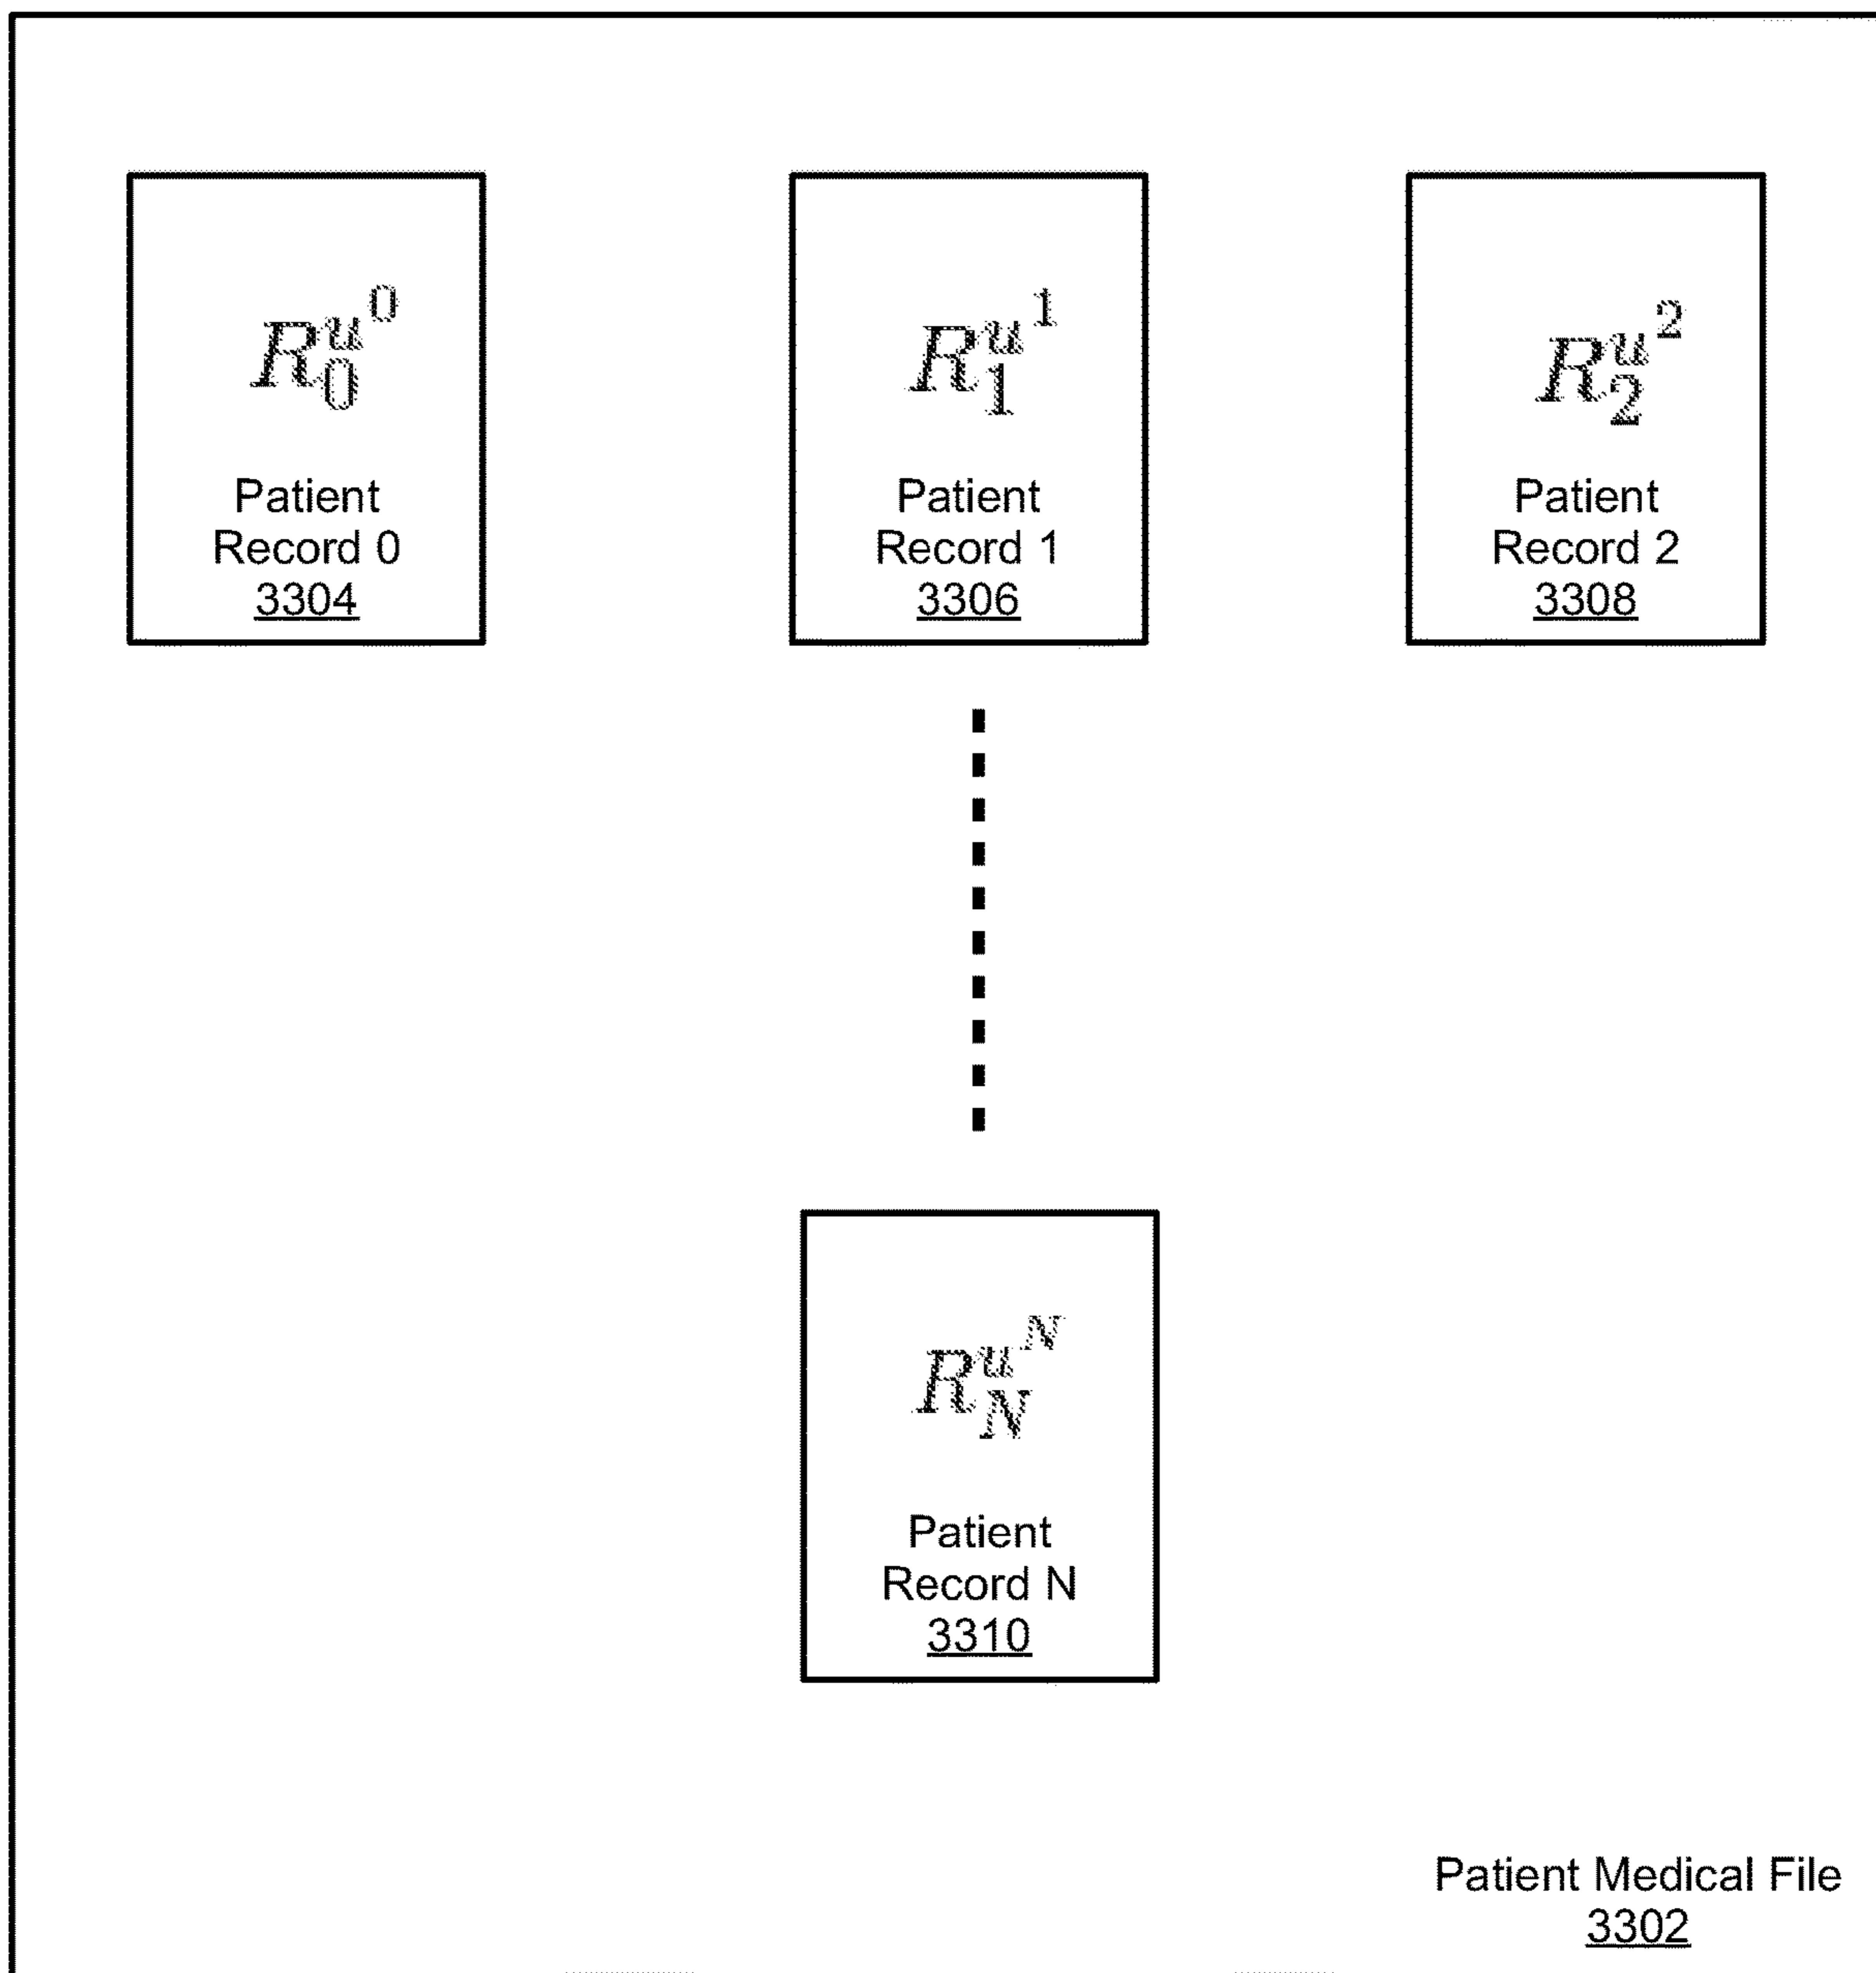 R_0^{u^0}
Patient
Record 0
3304
R_1^{u^1}
Patient
Record 1
3306
R_2^{u^2}
Patient
Record 2
3308
R_N^{u^N}
Patient
Record N
3310
Patient Medical File
3302